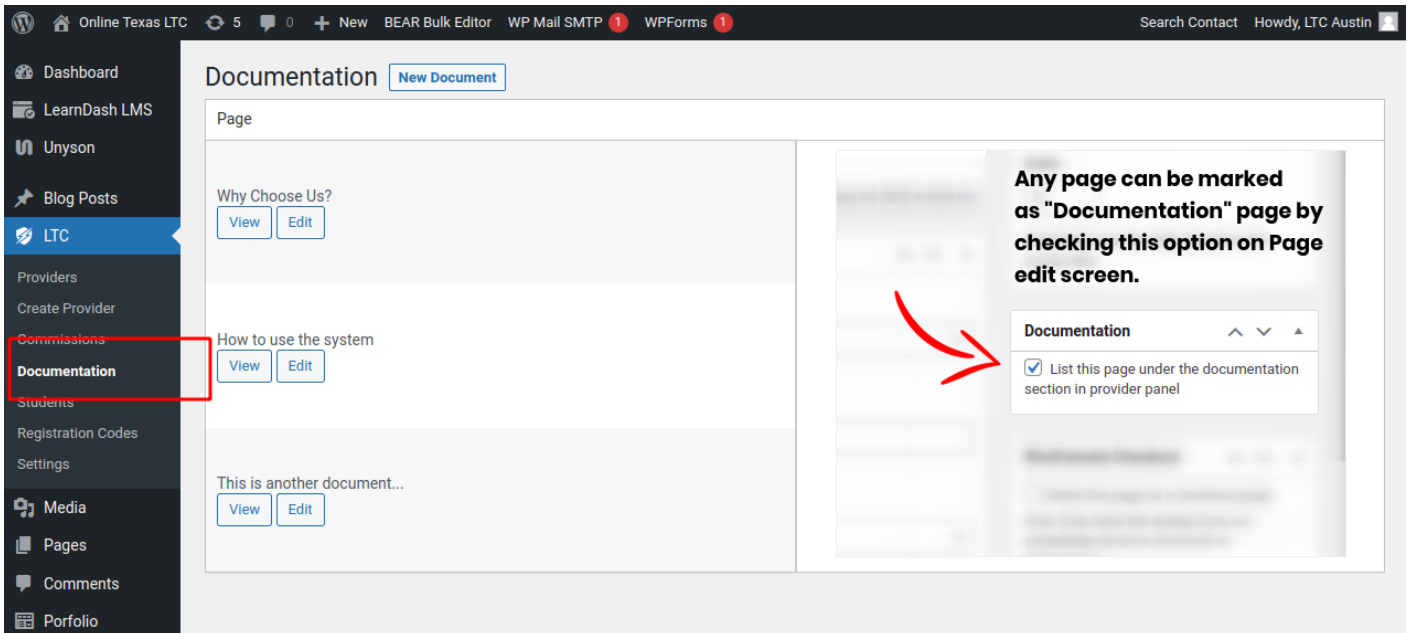 Online Texas LTC 5 0 New BEAR Bulk Editor WP Mail SMTP 1 WPForms 1 Search Contact Howdy, LTC Austin
Dashboard
LearnDash LMS
Unyson
Blog Posts
LTC
Providers
Create Provider
Commissions
Documentation
Students
Registration Codes
Settings
Media
Pages
Comments
Porfolio
Documentation New Document
Page
Why Choose Us?
View Edit
How to use the system
View Edit
This is another document...
View Edit
Any page can be marked
as "Documentation" page by
checking this option on Page
edit screen.
Documentation
List this page under the documentation
section in provider panel